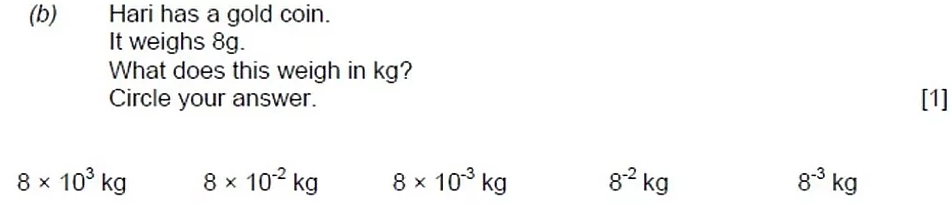 (b) Hari has a gold coin.
It weighs 8g.
What does this weigh in kg?
Circle your answer. [1]
8 × 10³ kg 8 × 10⁻² kg 8 × 10⁻³ kg 8⁻² kg 8⁻³ kg